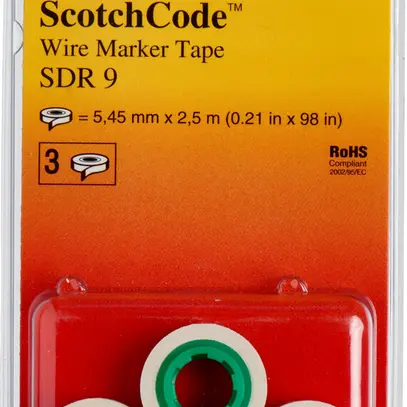 ScotchCode™
Wire Marker Tape
SDR 9
= 5,45 mm x 2,5 m (0.21 in x 98 in)
3
RoHS
Compliant
2002/95/EC